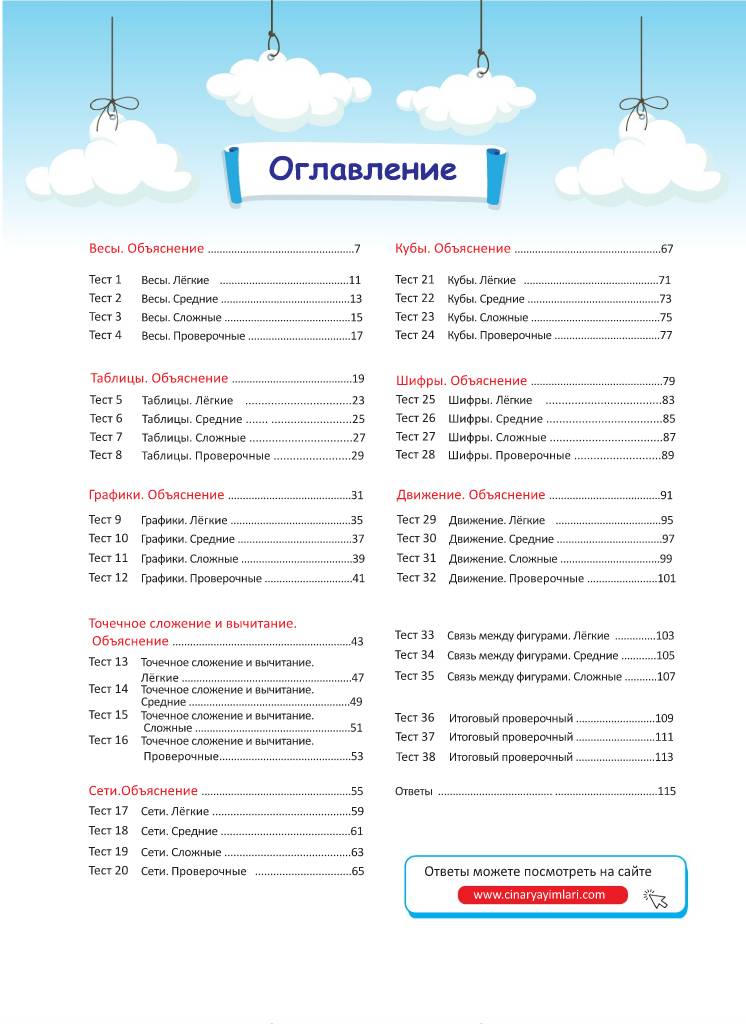 Оглавление
Весы. Объяснение ................................................7
Тест 1 Весы. Лёгкие ............................................11
Тест 2 Весы. Средние ............................................13
Тест 3 Весы. Сложные ..........................................15
Тест 4 Весы. Проверочные ...................................17
Таблицы. Объяснение .......................................19
Тест 5 Таблицы. Лёгкие ...................................23
Тест 6 Таблицы. Средние ....... ..........................25
Тест 7 Таблицы. Сложные .................................27
Тест 8 Таблицы. Проверочные .........................29
Графики. Объяснение ........................................31
Тест 9 Графики. Лёгкие .......................................35
Тест 10 Графики. Средние .....................................37
Тест 11 Графики. Сложные ....................................39
Тест 12 Графики. Проверочные ............................41
Точечное сложение и вычитание.
Объяснение ..........................................................43
Тест 13 Точечное сложение и вычитание.
Лёгкие ........................................................47
Тест 14 Точечное сложение и вычитание.
Средние .....................................................49
Тест 15 Точечное сложение и вычитание.
Сложные ....................................................51
Тест 16 Точечное сложение и вычитание.
Проверочные...........................................53
Сети.Объяснение .................................................55
Тест 17 Сети. Лёгкие ..............................................59
Тест 18 Сети. Средние ............................................61
Тест 19 Сети. Сложные ..........................................63
Тест 20 Сети. Проверочные ................................65
Кубы. Объяснение ................................................67
Тест 21 Кубы. Лёгкие .............................................71
Тест 22 Кубы. Средние ............................................73
Тест 23 Кубы. Сложные ..........................................75
Тест 24 Кубы. Проверочные ...................................77
Шифры. Объяснение ...............................................79
Тест 25 Шифры. Лёгкие .......................................83
Тест 26 Шифры. Средние .......................................85
Тест 27 Шифры. Сложные ......................................87
Тест 28 Шифры. Проверочные .............................89
Движение. Объяснение ........................................91
Тест 29 Движение. Лёгкие ...................................95
Тест 30 Движение. Средние ...................................97
Тест 31 Движение. Сложные .................................99
Тест 32 Движение. Проверочные ........................101
Тест 33 Связь между фигурами. Лёгкие .............103
Тест 34 Связь между фигурами. Средние ...........105
Тест 35 Связь между фигурами. Сложные ..........107
Тест 36 Итоговый проверочный ..........................109
Тест 37 Итоговый проверочный ..........................111
Тест 38 Итоговый проверочный ..........................113
Ответы ..................................... ..............................115
Ответы можете посмотреть на сайте
www.cinaryayimlari.com